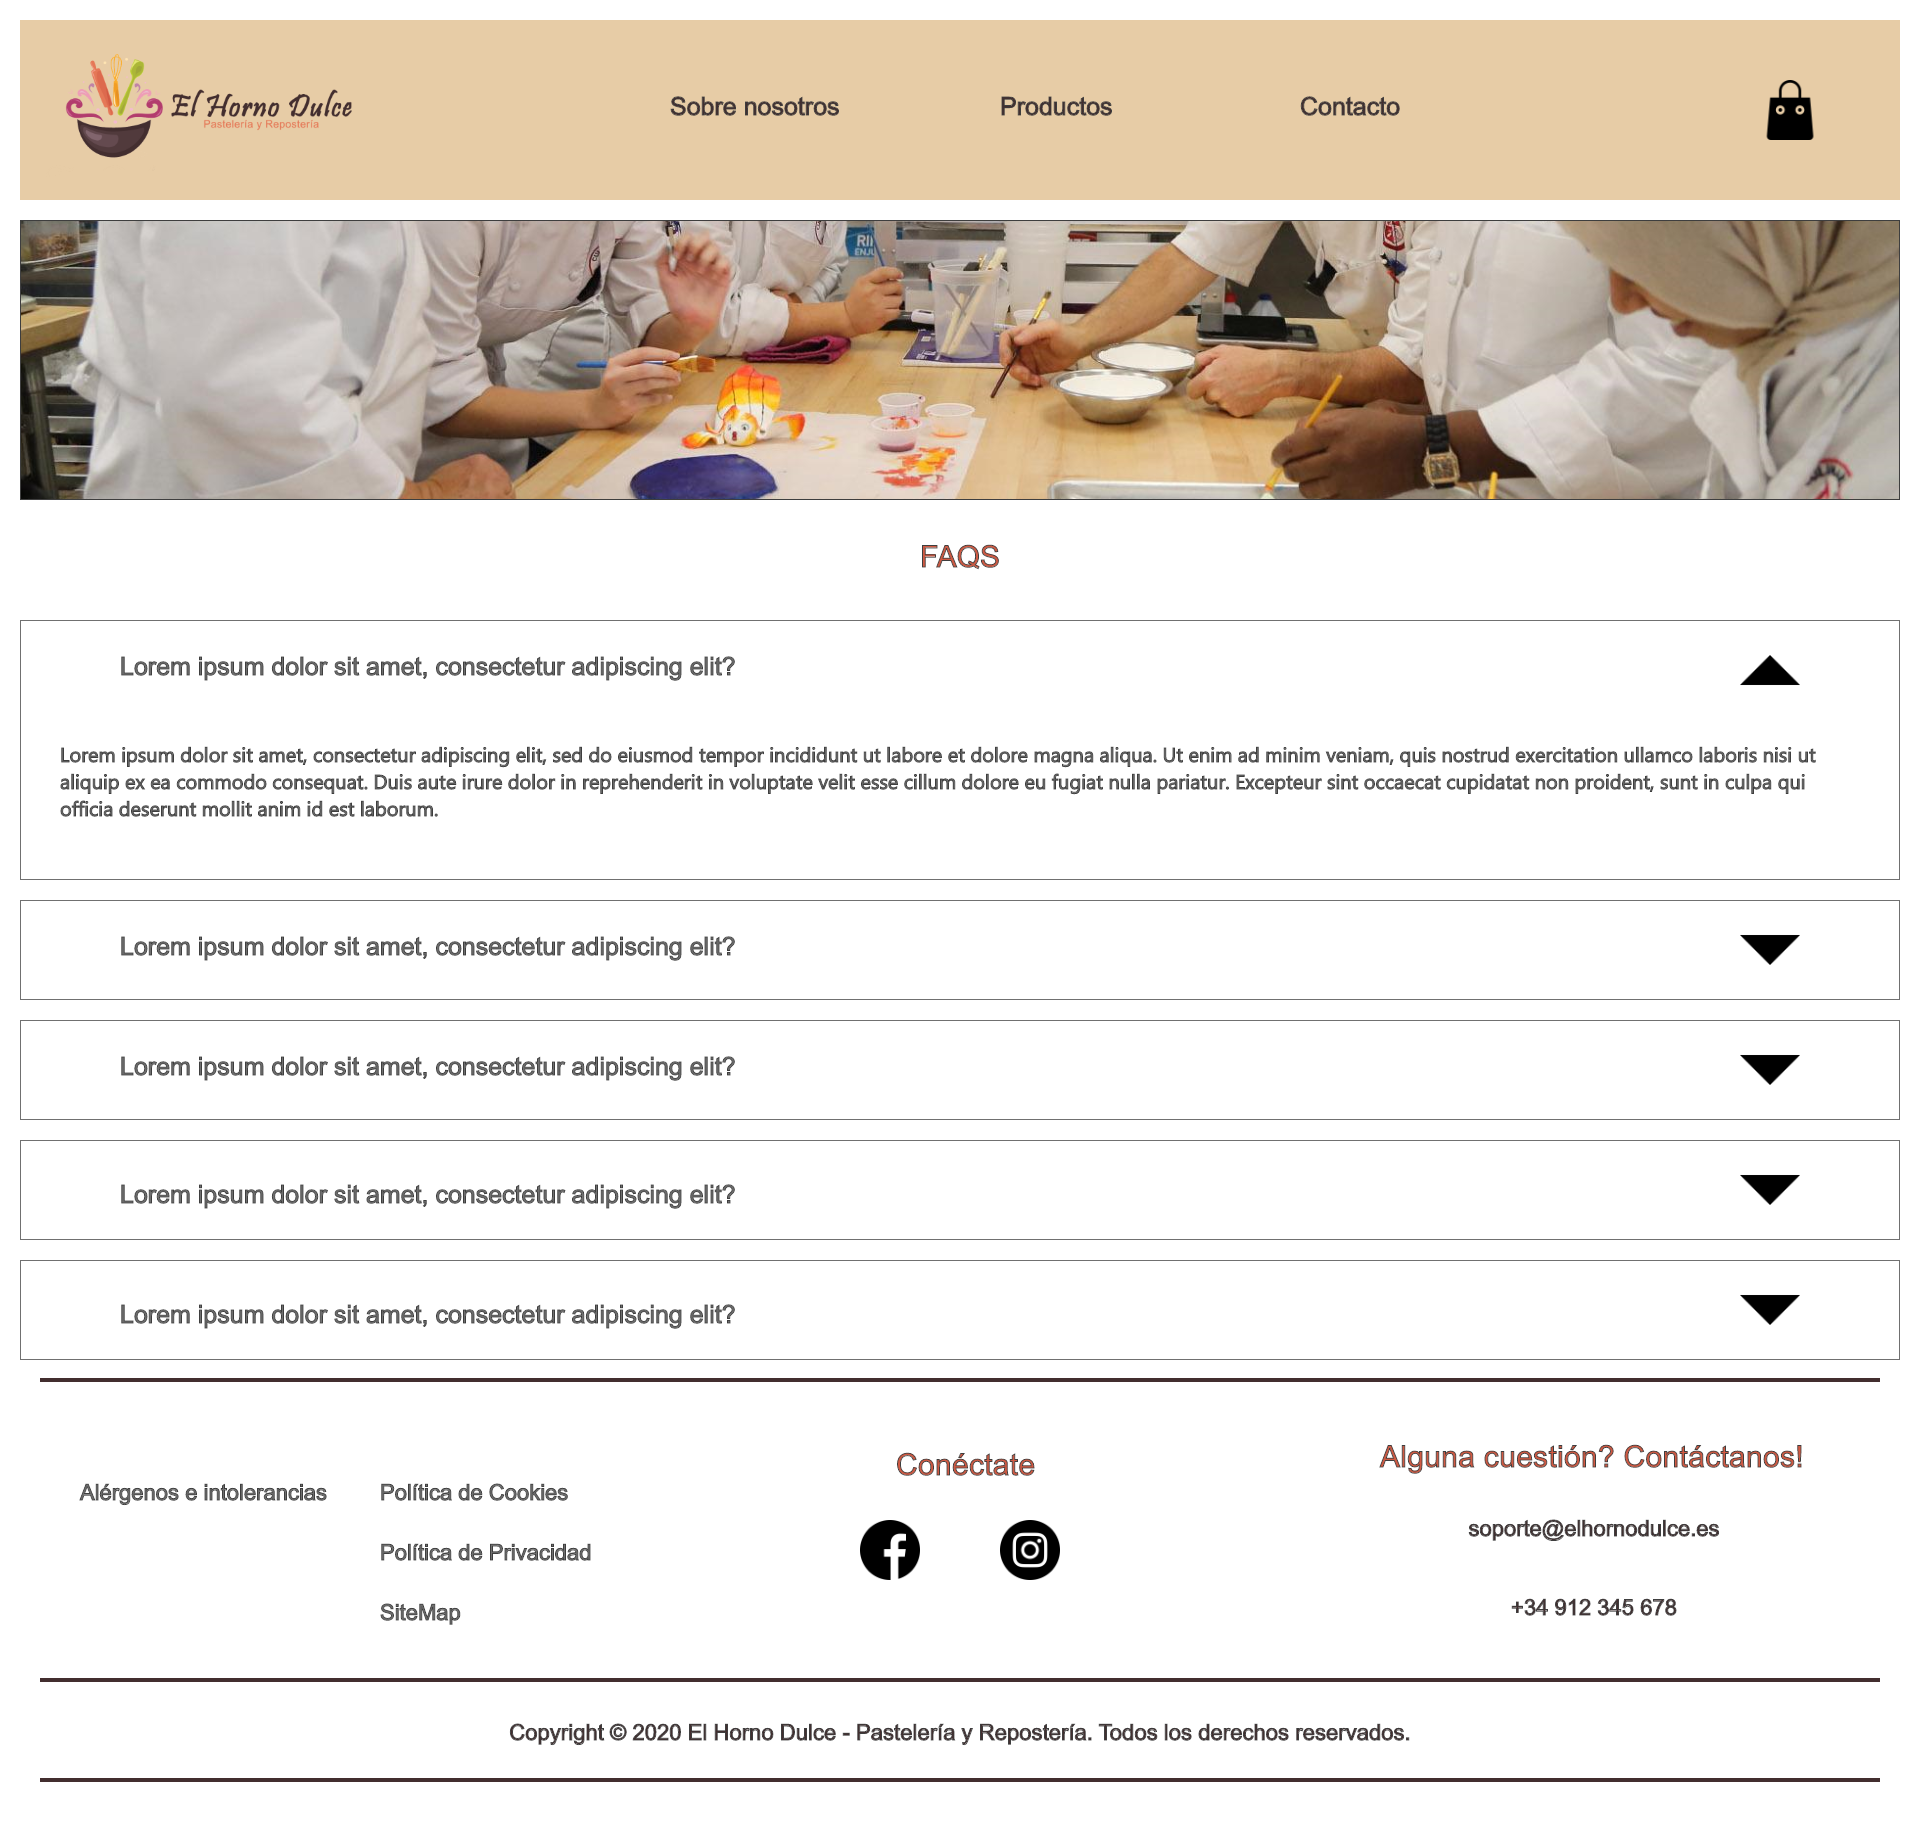 El Horno Dulce
Pastelería y Repostería
Sobre nosotros
Productos
Contacto
FAQS
Lorem ipsum dolor sit amet, consectetur adipiscing elit?
Lorem ipsum dolor sit amet, consectetur adipiscing elit, sed do eiusmod tempor incididunt ut labore et dolore magna aliqua. Ut enim ad minim veniam, quis nostrud exercitation ullamco laboris nisi ut
aliquip ex ea commodo consequat. Duis aute irure dolor in reprehenderit in voluptate velit esse cillum dolore eu fugiat nulla pariatur. Excepteur sint occaecat cupidatat non proident, sunt in culpa qui
officia deserunt mollit anim id est laborum.
Lorem ipsum dolor sit amet, consectetur adipiscing elit?
Lorem ipsum dolor sit amet, consectetur adipiscing elit?
Lorem ipsum dolor sit amet, consectetur adipiscing elit?
Lorem ipsum dolor sit amet, consectetur adipiscing elit?
Alérgenos e intolerancias
Política de Cookies
Política de Privacidad
SiteMap
Conéctate
Alguna cuestión? Contáctanos!
soporte@elhornodulce.es
+34 912 345 678
Copyright © 2020 El Horno Dulce - Pastelería y Repostería. Todos los derechos reservados.